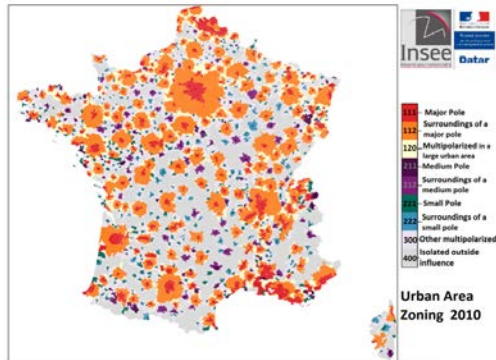 Insee
Datar
111 Major Pole
112 Surroundings of a
major pole
120 Multipolarized in a
large urban area
211 Medium Pole
212 Surroundings of a
medium pole
221 Small Pole
222 Surroundings of a
small pole
300 Other multipolarized
400 Isolated outside
influence
Urban Area
Zoning 2010